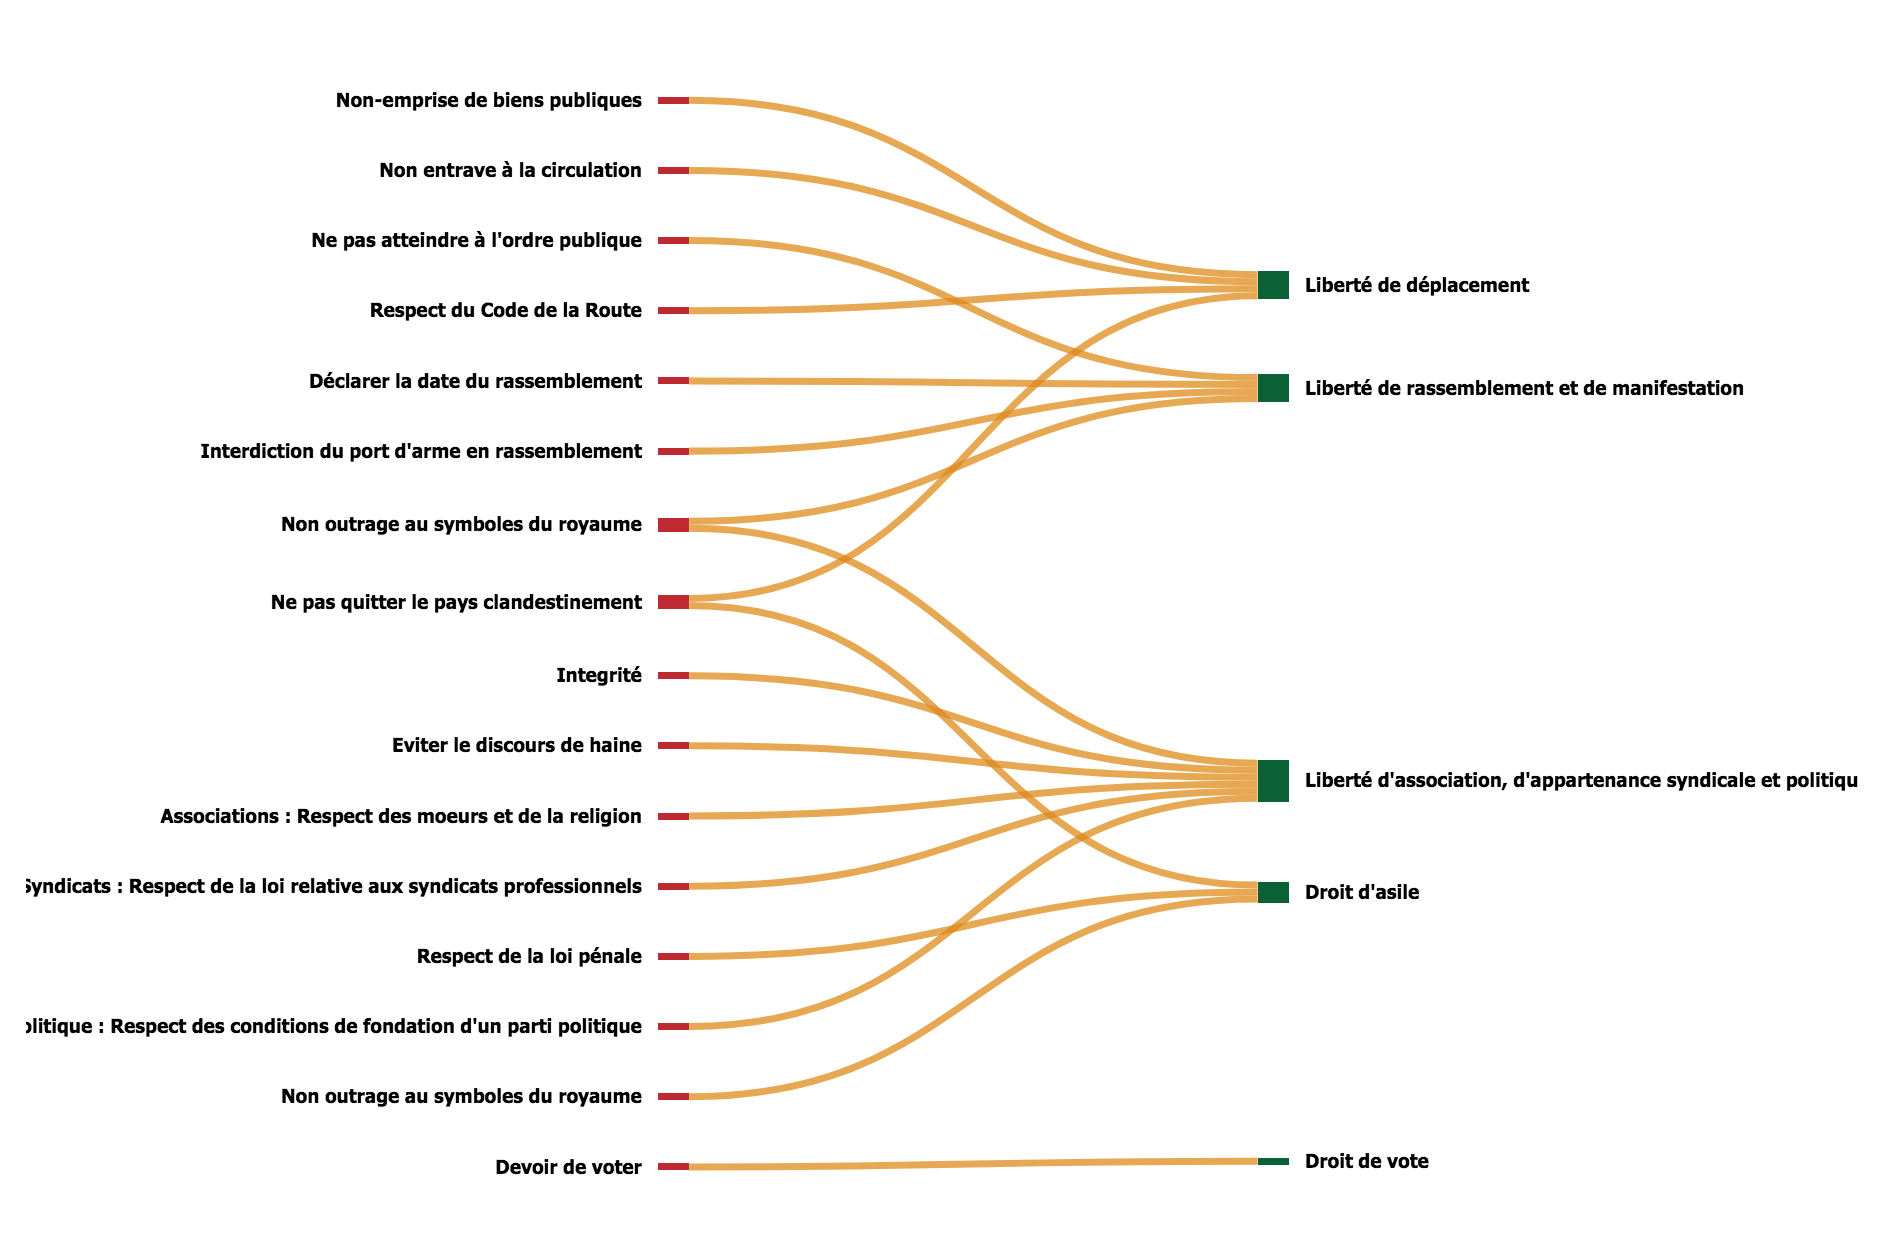 Non-emprise de biens publiques
Non entrave à la circulation
Ne pas atteindre à l'ordre publique
Respect du Code de la Route
Déclarer la date du rassemblement
Interdiction du port d'arme en rassemblement
Non outrage au symboles du royaume
Ne pas quitter le pays clandestinement
Integrité
Eviter le discours de haine
Associations : Respect des moeurs et de la religion
Syndicats : Respect de la loi relative aux syndicats professionnels
Respect de la loi pénale
olitique : Respect des conditions de fondation d'un parti politique
Non outrage au symboles du royaume
Devoir de voter
Liberté de déplacement
Liberté de rassemblement et de manifestation
Liberté d'association, d'appartenance syndicale et politiqu
Droit d'asile
Droit de vote